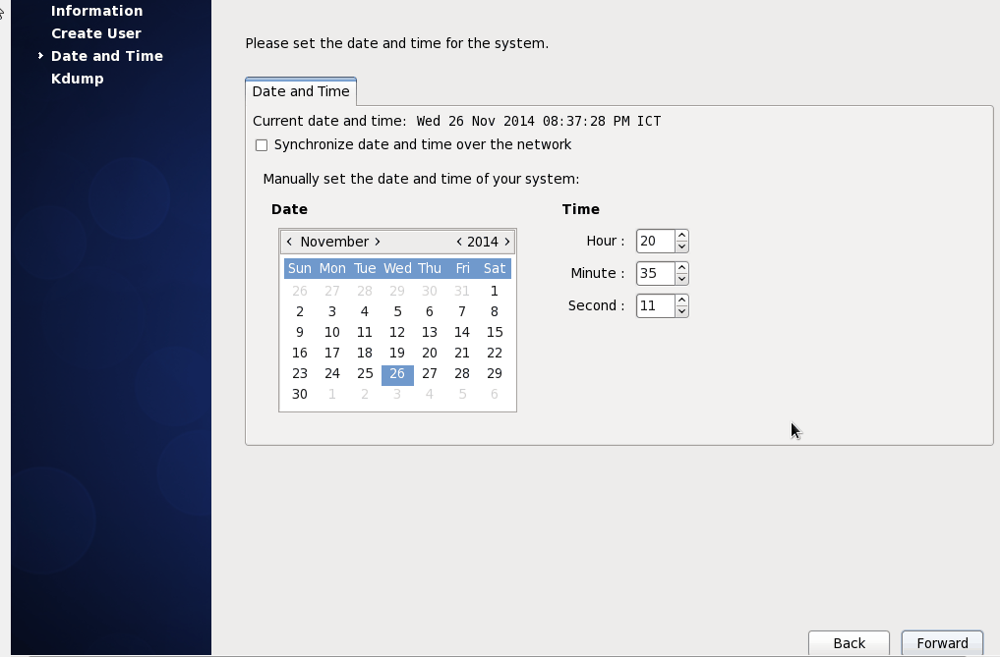 Information
Create User
Date and Time
Kdump
Please set the date and time for the system.
Date and Time
Current date and time: Wed 26 Nov 2014 08:37:28 PM ICT
Synchronize date and time over the network
Manually set the date and time of your system:
Date
‹ November › ‹ 2014 ›
Sun Mon Tue Wed Thu Fri Sat
26 27 28 29 30 31 1
2 3 4 5 6 7 8
9 10 11 12 13 14 15
16 17 18 19 20 21 22
23 24 25 26 27 28 29
30 1 2 3 4 5 6
Time
Hour : 20
Minute : 35
Second : 11
Back Forward